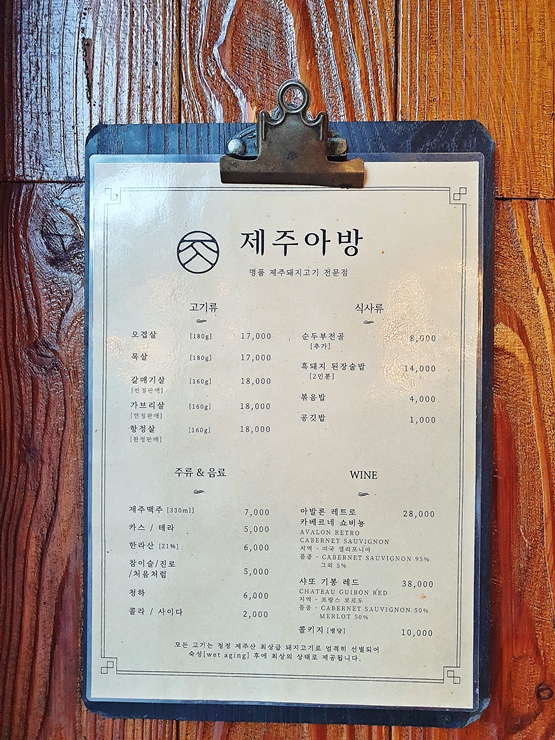 제주아방
명품 제주돼지고기 전문점
고기류
오겹살 [180g] 17,000
목살 [180g] 17,000
갈매기살 [160g] 18,000
[한정판매]
가브리살 [160g] 18,000
[한정판매]
항정살 [160g] 18,000
[한정판매]
식사류
순두부전골 8,000
[추가]
흑돼지 된장술밥 14,000
[2인분]
볶음밥 4,000
공깃밥 1,000
주류 & 음료
제주맥주 [330ml] 7,000
카스 / 테라 5,000
한라산 [21%] 6,000
참이슬/진로
/처음처럼 5,000
청하 6,000
콜라 / 사이다 2,000
WINE
아발론 레트로 28,000
카베르네 쇼비뇽
AVALON RETRO
CABERNET SAUVIGNON
지역 - 미국 캘리포니아
품종 - CABERNET SAUVIGNON 95%
그외 5%
샤또 기봉 레드 38,000
CHATEAU GUIBON RED
지역 - 프랑스 보르도
품종 - CABERNET SAUVIGNON 50%
MERLOT 50%
콜키지 [병당] 10,000
모든 고기는 청정 제주산 최상급 돼지고기로 엄격히 선별되어
숙성[wet aging] 후에 최상의 상태로 제공됩니다.